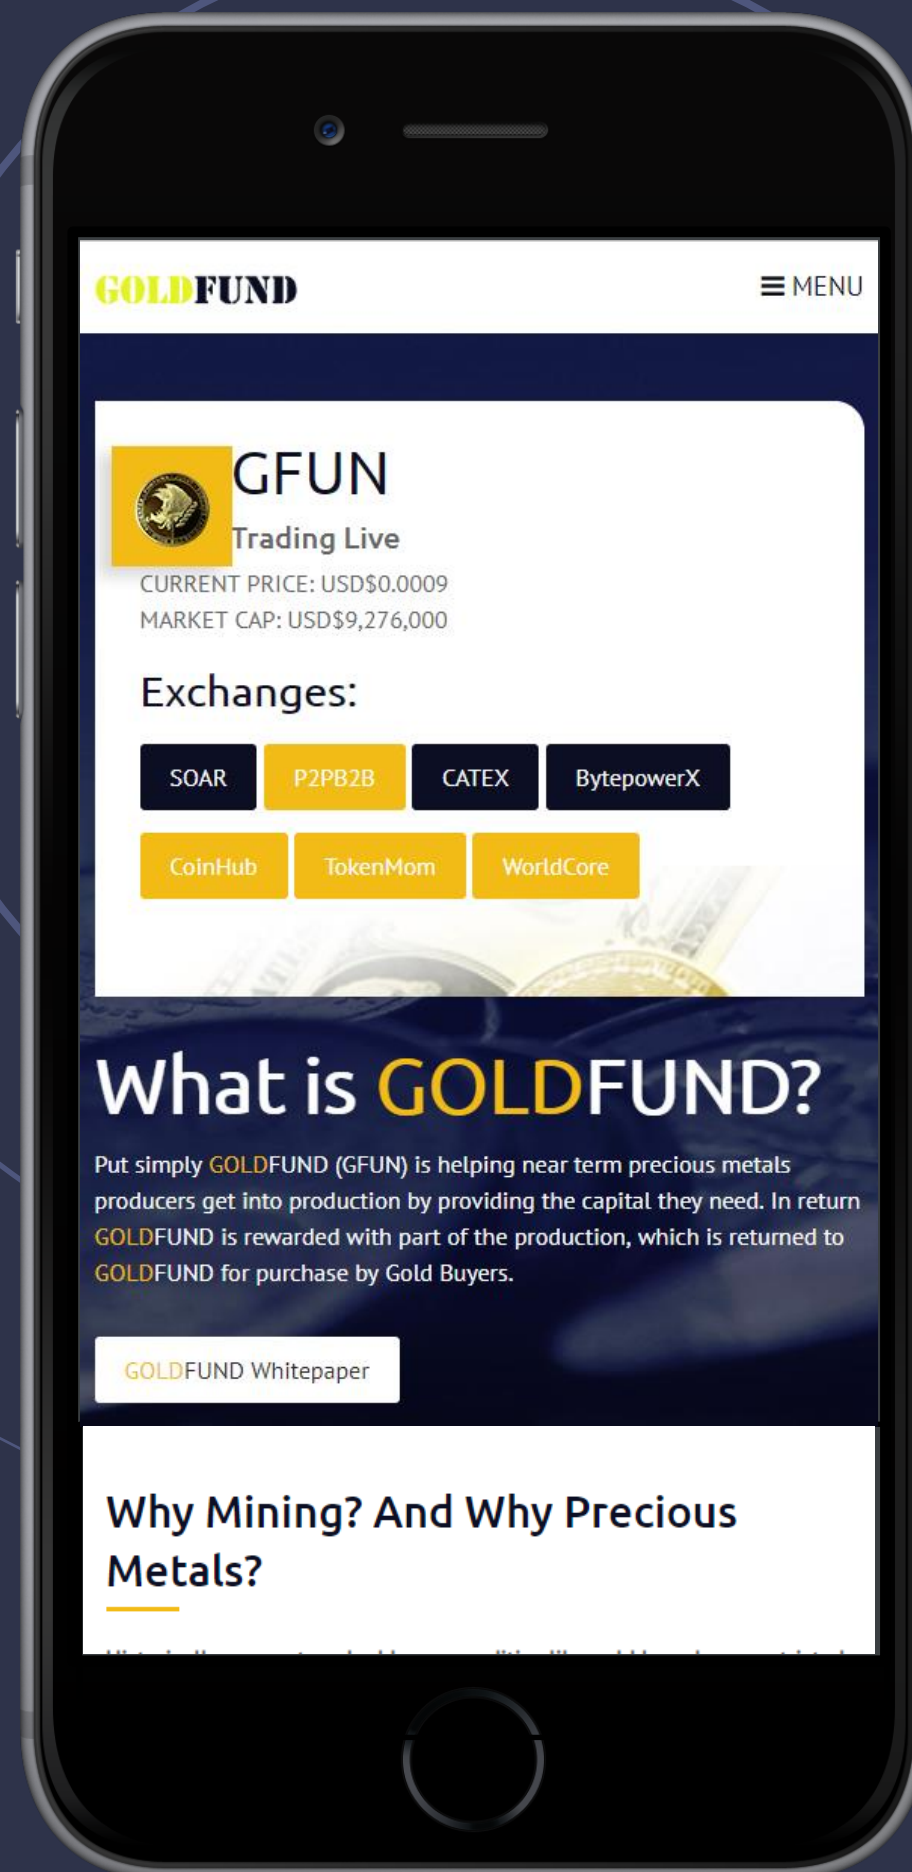 GOLDFUND
MENU
GFUN
Trading Live
CURRENT PRICE: USD$0.0009
MARKET CAP: USD$9,276,000
Exchanges:
SOAR P2PB2B CATEX BytepowerX
CoinHub TokenMom WorldCore
What is GOLDFUND?
Put simply GOLDFUND (GFUN) is helping near term precious metals
producers get into production by providing the capital they need. In return
GOLDFUND is rewarded with part of the production, which is returned to
GOLDFUND for purchase by Gold Buyers.
GOLDFUND Whitepaper
Why Mining? And Why Precious
Metals?